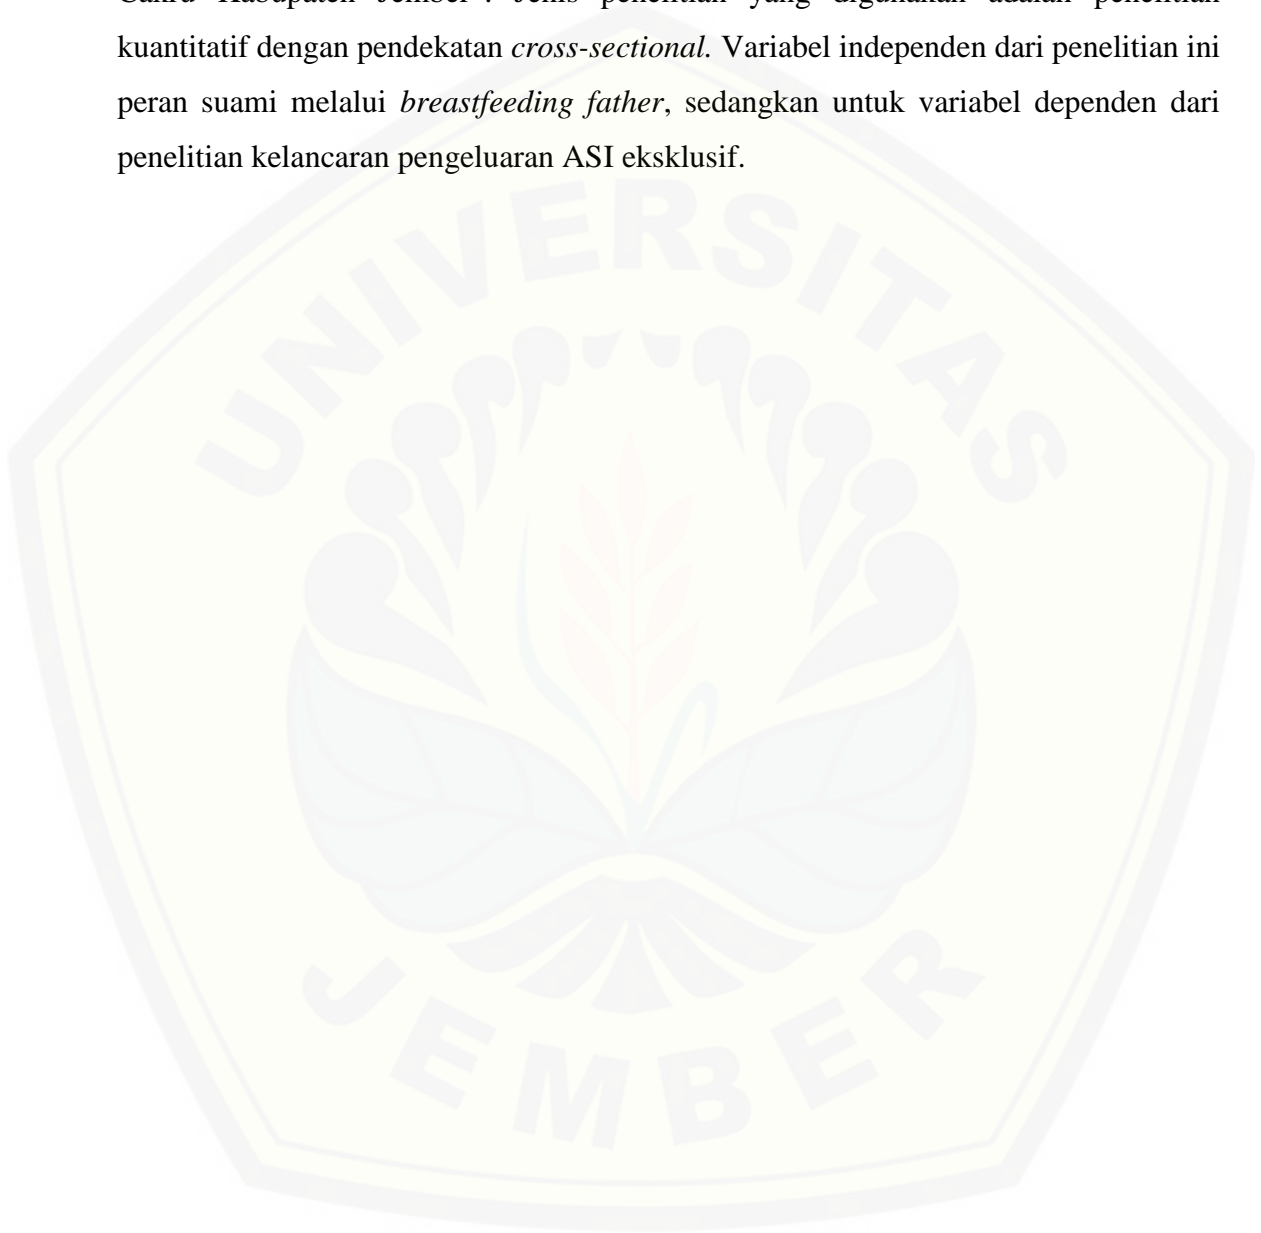 Cakru Kabupaten Jember". Jenis penelitian yang digunakan adalah penelitian
kuantitatif dengan pendekatan cross-sectional. Variabel independen dari penelitian ini
peran suami melalui breastfeeding father, sedangkan untuk variabel dependen dari
penelitian kelancaran pengeluaran ASI eksklusif.
UNIVERSITAS
JEMBER